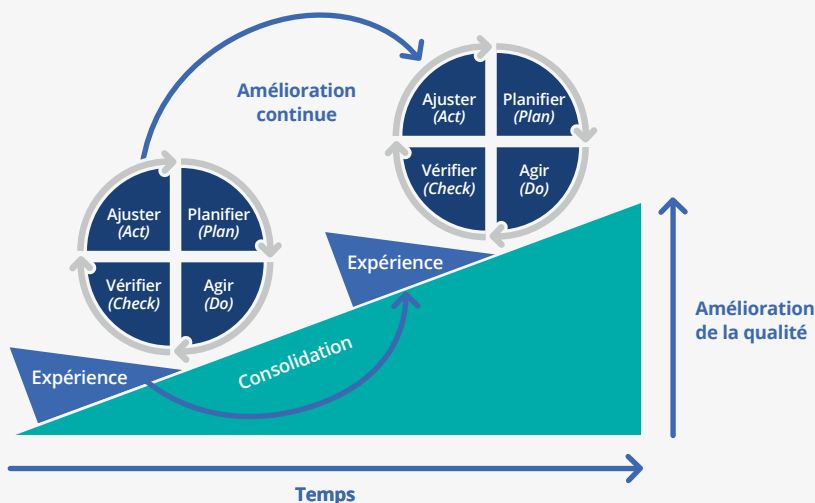 Amélioration
continue
Ajuster
(Act)
Planifier
(Plan)
Vérifier
(Check)
Agir
(Do)
Ajuster
(Act)
Planifier
(Plan)
Vérifier
(Check)
Agir
(Do)
Expérience
Expérience
Consolidation
Amélioration
de la qualité
Temps